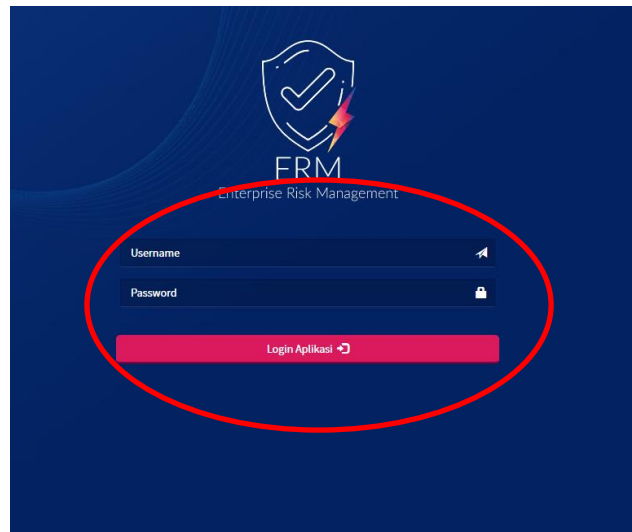 ERM
Enterprise Risk Management
Username
Password
Login Aplikasi